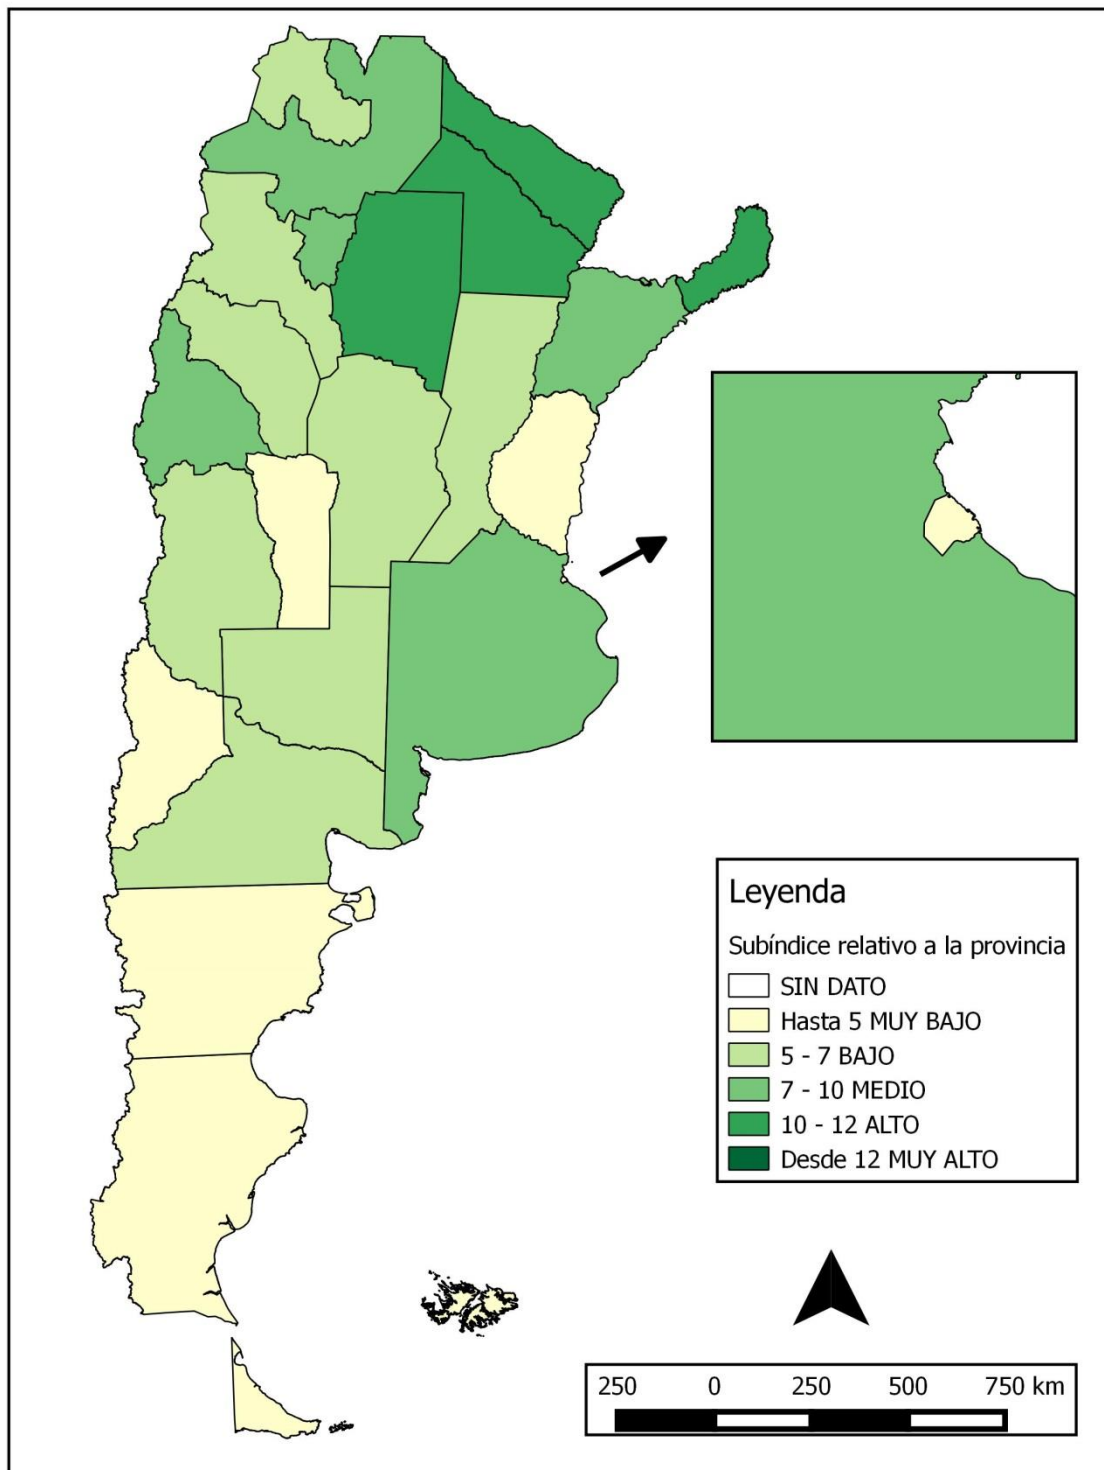 Leyenda
Subíndice relativo a la provincia
SIN DATO
Hasta 5 MUY BAJO
5 - 7 BAJO
7 - 10 MEDIO
10 - 12 ALTO
Desde 12 MUY ALTO
250 0 250 500 750 km